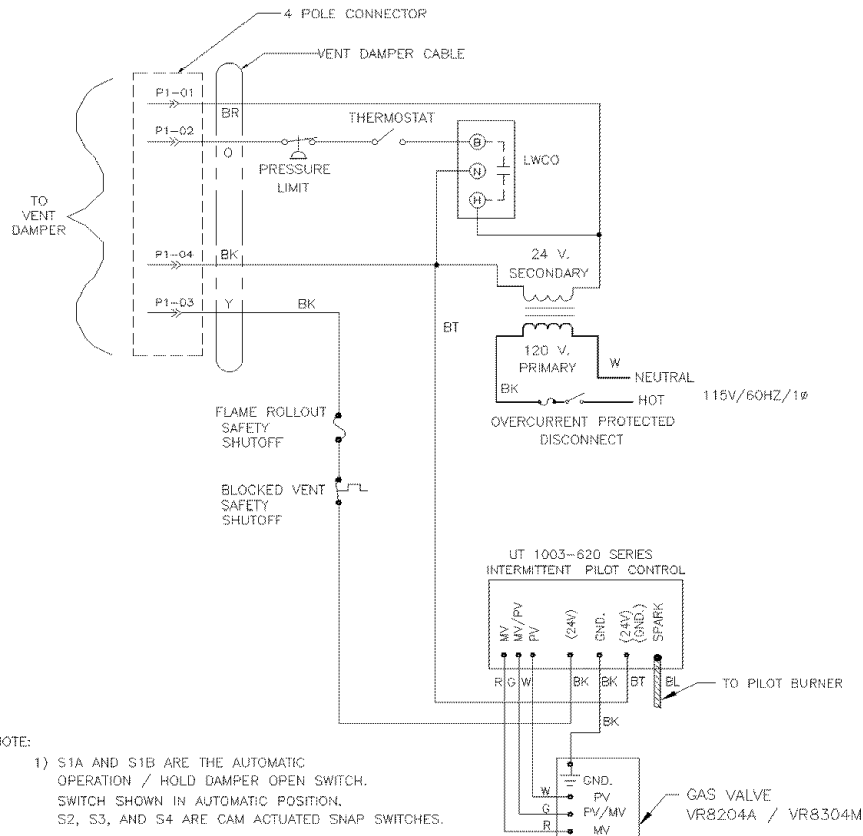 4 POLE CONNECTOR
VENT DAMPER CABLE
P1-01
BR
THERMOSTAT
P1-02
O
B
LWCO
PRESSURE
LIMIT
N
H
TO
VENT
DAMPER
P1-04
BK
24 V.
SECONDARY
P1-03
Y
BK
BT
120 V.
PRIMARY
W
NEUTRAL
BK
HOT
115V/60HZ/1ø
OVERCURRENT PROTECTED
DISCONNECT
FLAME ROLLOUT
SAFETY
SHUTOFF
BLOCKED VENT
SAFETY
SHUTOFF
UT 1003-620 SERIES
INTERMITTENT PILOT CONTROL
MV
MV/PV
PV
(24V)
GND.
(24V)
(GND.)
SPARK
R G W BK BK BT BL
TO PILOT BURNER
BK
NOTE:
1) S1A AND S1B ARE THE AUTOMATIC
OPERATION / HOLD DAMPER OPEN SWITCH.
SWITCH SHOWN IN AUTOMATIC POSITION.
S2, S3, AND S4 ARE CAM ACTUATED SNAP SWITCHES.
GND.
W PV
G PV/MV
R MV
GAS VALVE
VR8204A / VR8304M